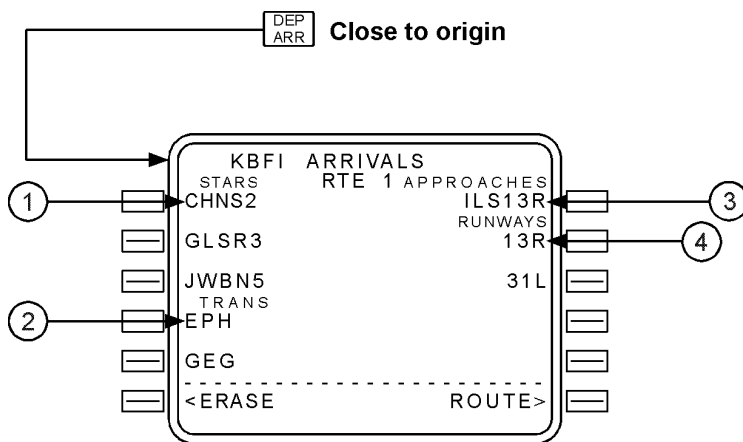 DEP
ARR
Close to origin
KBFI ARRIVALS
STARS RTE 1 APPROACHES
1 CHNS2 ILS13R 3
RUNWAYS
GLSR3 13R 4
JWBN5 31L
TRANS
2 EPH
GEG
<ERASE ROUTE>